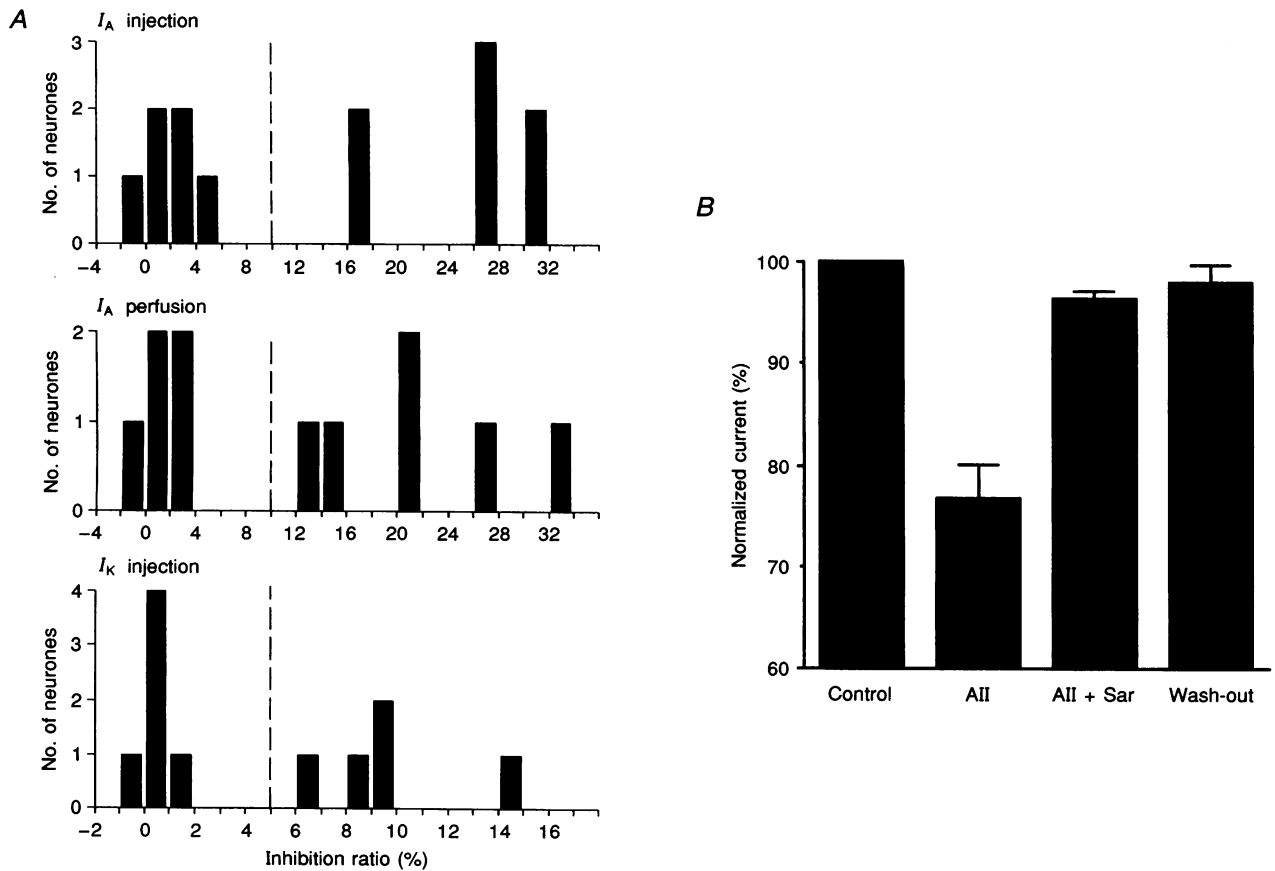 A
I_A injection
No. of neurones
3
2
1
0
−4 0 4 8 12 16 20 24 28 32
I_A perfusion
No. of neurones
2
1
0
−4 0 4 8 12 16 20 24 28 32
I_K injection
No. of neurones
4
3
2
1
0
−2 0 2 4 6 8 10 12 14 16
Inhibition ratio (%)
B
Normalized current (%)
100
90
80
70
60
Control AII AII + Sar Wash-out